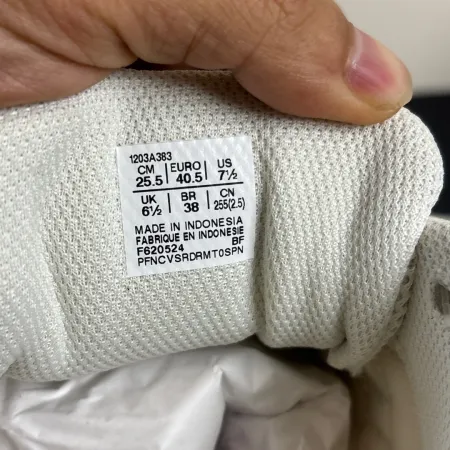 1203A383
CM EURO US
25.5 40.5 7½
UK BR CN
6½ 38 255(2.5)
MADE IN INDONESIA
FABRIQUE EN INDONESIE
F620524 BF
PFNCVSRDRMT0SPN